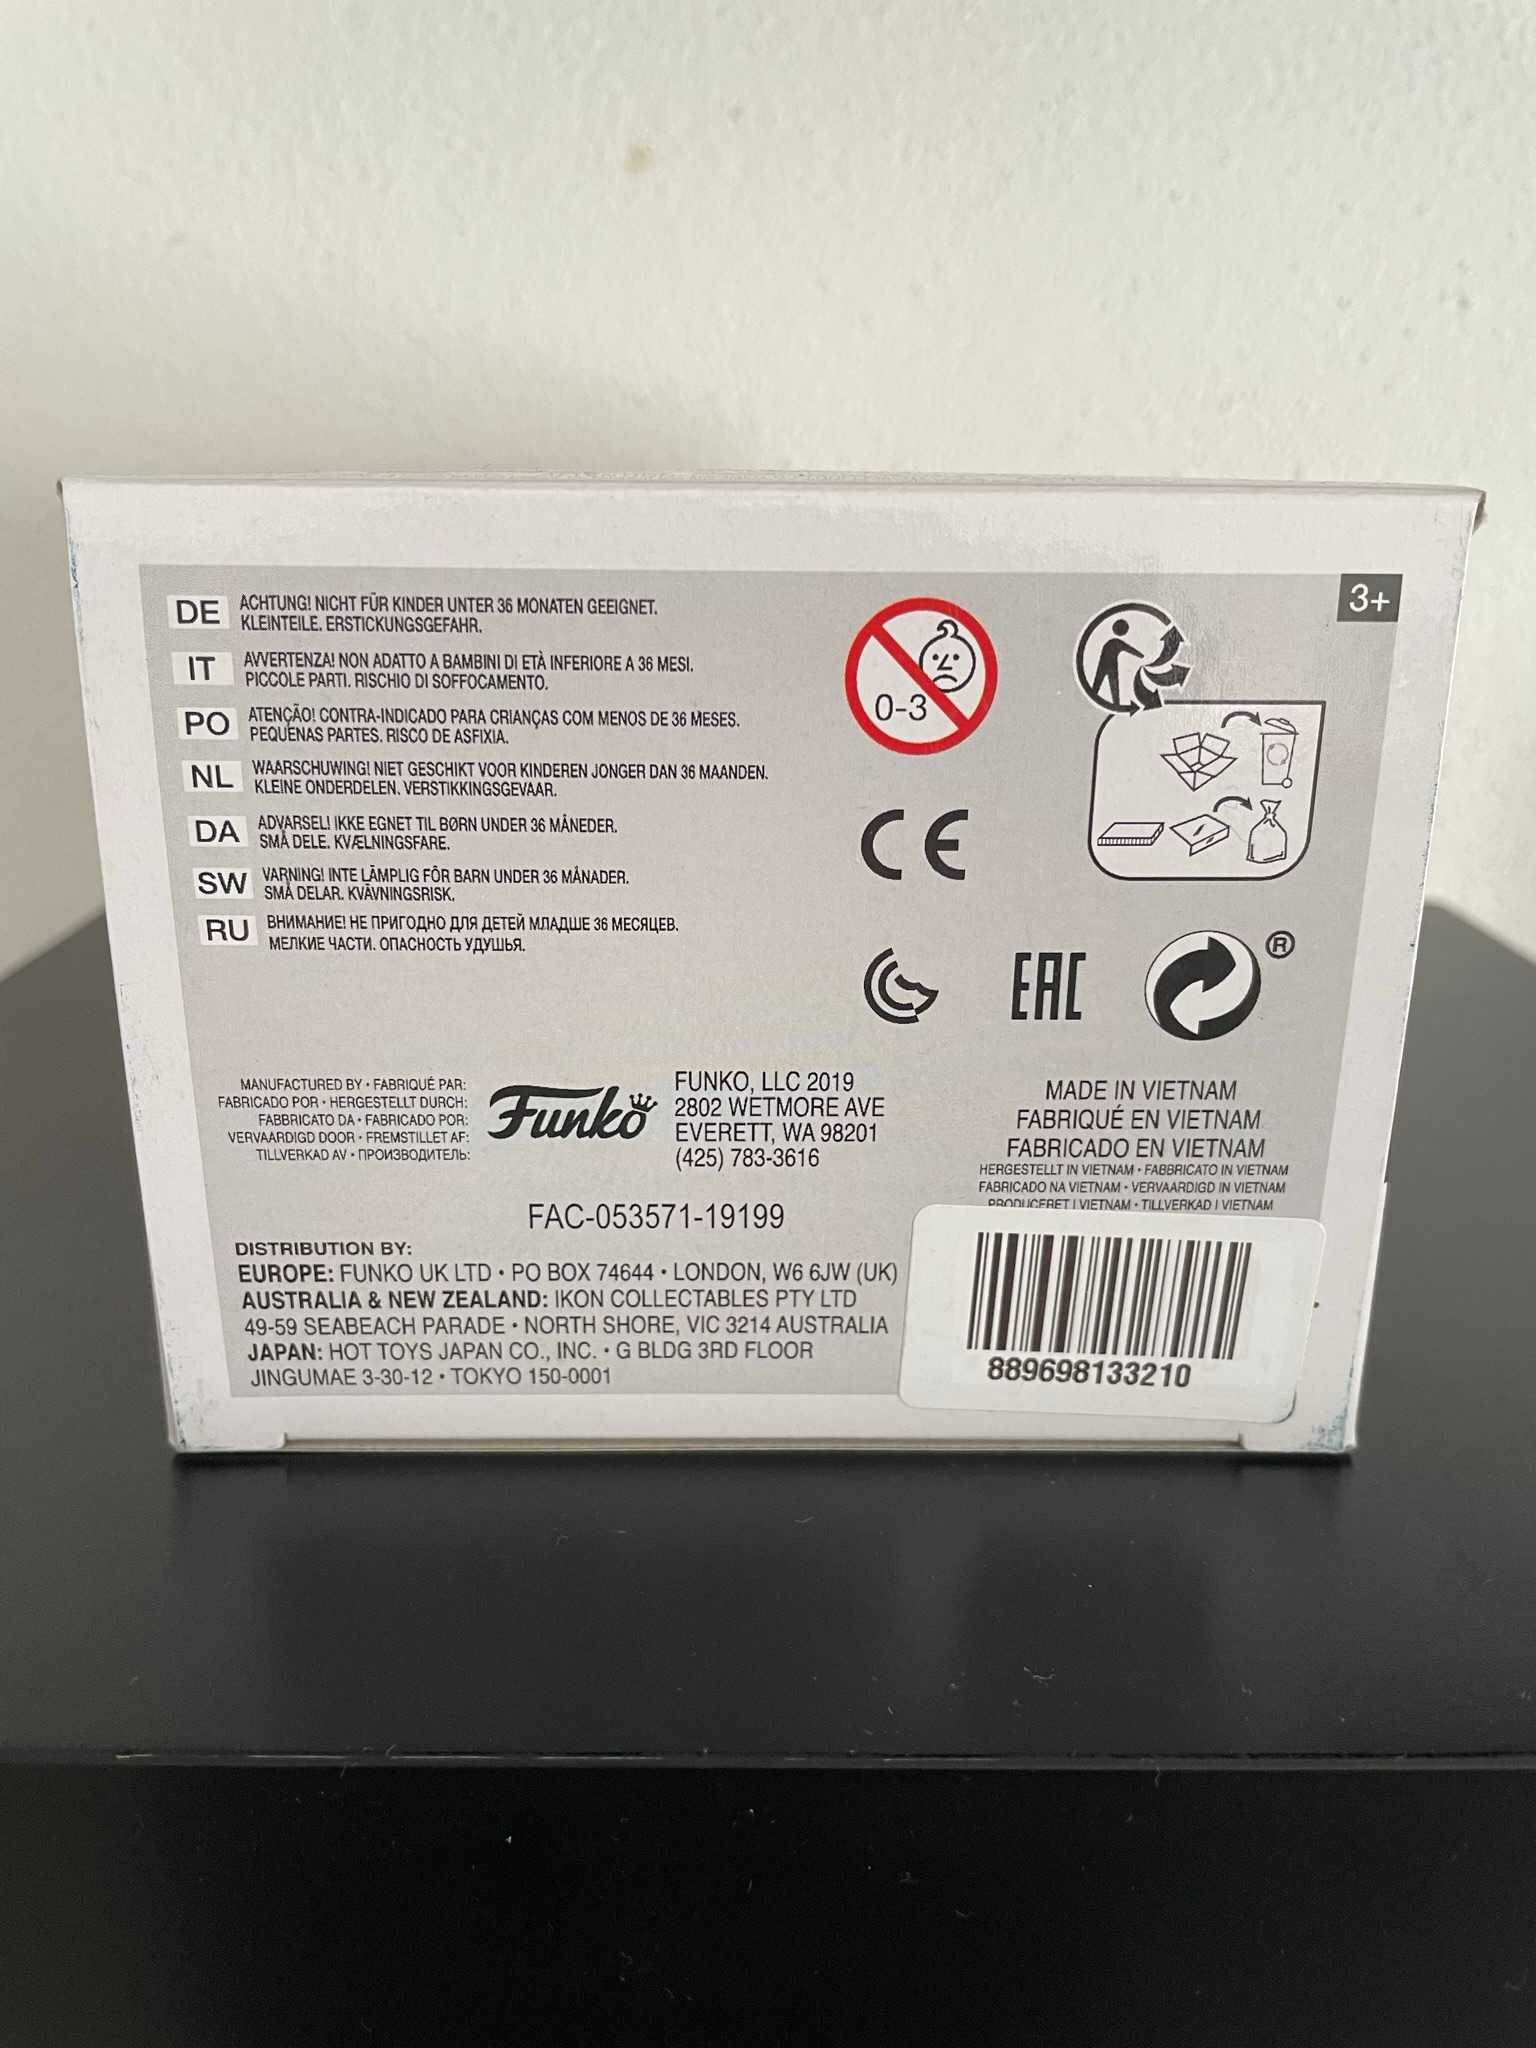 3+
DE ACHTUNG! NICHT FÜR KINDER UNTER 36 MONATEN GEEIGNET.
KLEINTEILE. ERSTICKUNGSGEFAHR.
IT AVVERTENZA! NON ADATTO A BAMBINI DI ETÀ INFERIORE A 36 MESI.
PICCOLE PARTI. RISCHIO DI SOFFOCAMENTO.
PO ATENÇÃO! CONTRA-INDICADO PARA CRIANÇAS COM MENOS DE 36 MESES.
PEQUENAS PARTES. RISCO DE ASFIXIA.
NL WAARSCHUWING! NIET GESCHIKT VOOR KINDEREN JONGER DAN 36 MAANDEN.
KLEINE ONDERDELEN. VERSTIKKINGSGEVAAR.
DA ADVARSEL! IKKE EGNET TIL BØRN UNDER 36 MÅNEDER.
SMÅ DELE. KVÆLNINGSFARE.
SW VARNING! INTE LÄMPLIG FÖR BARN UNDER 36 MÅNADER.
SMÅ DELAR. KVÄVNINGSRISK.
RU ВНИМАНИЕ! НЕ ПРИГОДНО ДЛЯ ДЕТЕЙ МЛАДШЕ 36 МЕСЯЦЕВ.
МЕЛКИЕ ЧАСТИ. ОПАСНОСТЬ УДУШЬЯ.
0-3
CE
EAC
®
MANUFACTURED BY • FABRIQUÉ PAR:
FABRICADO POR • HERGESTELLT DURCH:
FABBRICATO DA • FABRICADO POR:
VERVAARDIGD DOOR • FREMSTILLET AF:
TILLVERKAD AV • ПРОИЗВОДИТЕЛЬ:
Funko
FUNKO, LLC 2019
2802 WETMORE AVE
EVERETT, WA 98201
(425) 783-3616
MADE IN VIETNAM
FABRIQUÉ EN VIETNAM
FABRICADO EN VIETNAM
HERGESTELLT IN VIETNAM • FABBRICATO IN VIETNAM
FABRICADO NA VIETNAM • VERVAARDIGD IN VIETNAM
PRODUCERET I VIETNAM • TILLVERKAD I VIETNAM
FAC-053571-19199
DISTRIBUTION BY:
EUROPE: FUNKO UK LTD • PO BOX 74644 • LONDON, W6 6JW (UK)
AUSTRALIA & NEW ZEALAND: IKON COLLECTABLES PTY LTD
49-59 SEABEACH PARADE • NORTH SHORE, VIC 3214 AUSTRALIA
JAPAN: HOT TOYS JAPAN CO., INC. • G BLDG 3RD FLOOR
JINGUMAE 3-30-12 • TOKYO 150-0001
889698133210